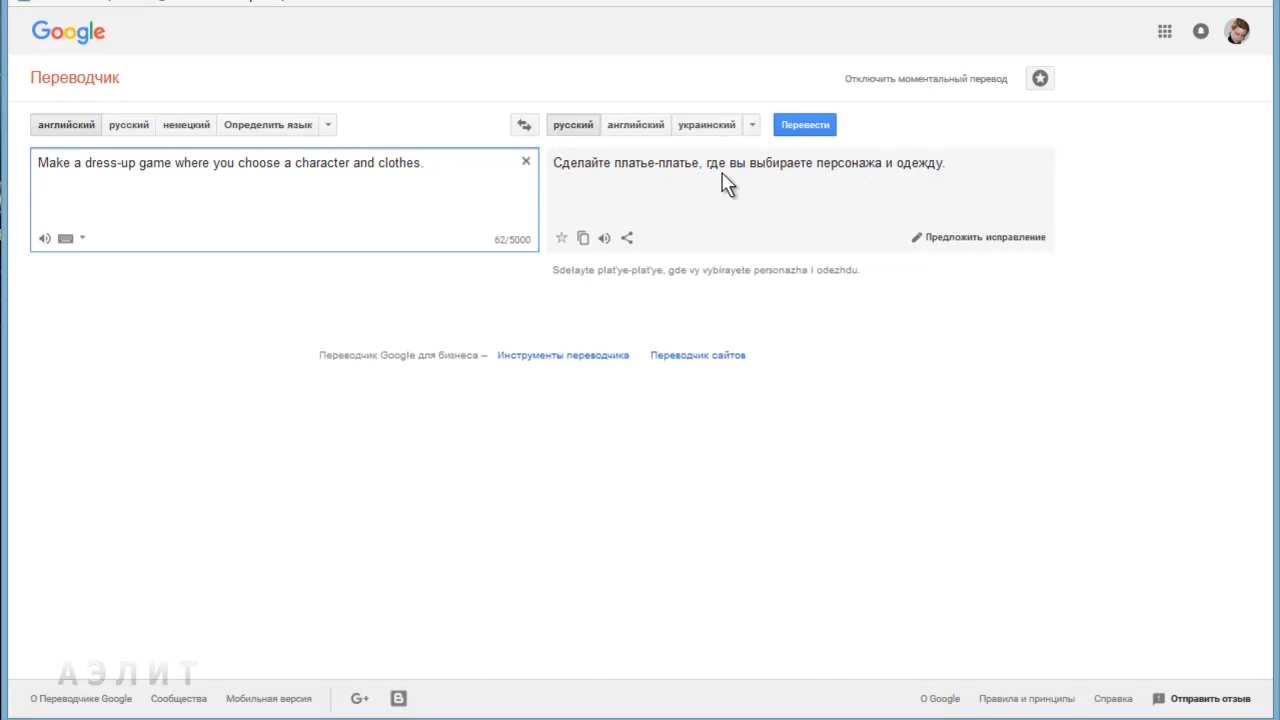 Google
Переводчик
Отключить моментальный перевод
английский русский немецкий Определить язык
русский английский украинский Перевести
Make a dress-up game where you choose a character and clothes.
Сделайте платье-платье, где вы выбираете персонажа и одежду.
62/5000
Предложить исправление
Sdelayte plat'ye-plat'ye, gde vy vybirayete personazha i odezhdu.
Переводчик Google для бизнеса – Инструменты переводчика Переводчик сайтов
АЭЛИТ
О Переводчике Google Сообщества Мобильная версия G+ B О Google Правила и принципы Справка Отправить отзыв